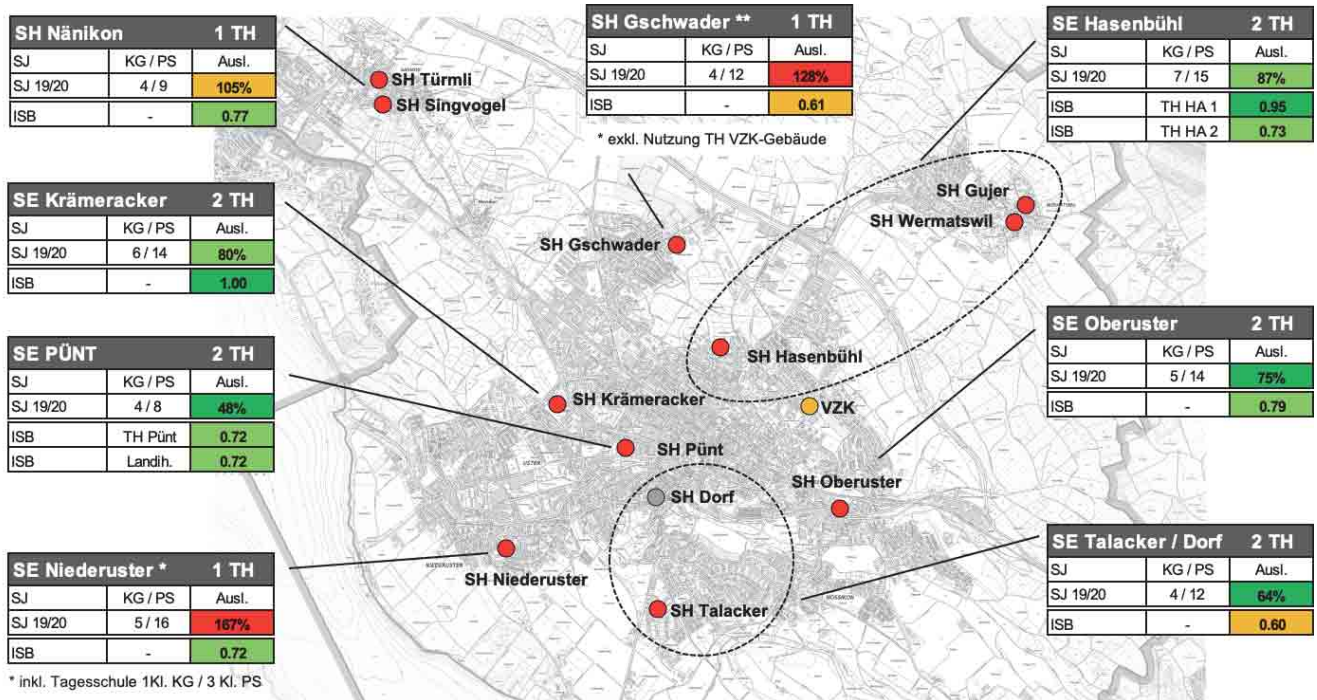 SH Nänikon 1 TH
SJ KG / PS Ausl.
SJ 19/20 4 / 9 105%
ISB - 0.77
SH Gschwader ** 1 TH
SJ KG / PS Ausl.
SJ 19/20 4 / 12 128%
ISB - 0.61
* exkl. Nutzung TH VZK-Gebäude
SE Hasenbühl 2 TH
SJ KG / PS Ausl.
SJ 19/20 7 / 15 87%
ISB TH HA 1 0.95
ISB TH HA 2 0.73
SH Türmli
SH Singvogel
SE Krämeracker 2 TH
SJ KG / PS Ausl.
SJ 19/20 6 / 14 80%
ISB - 1.00
SH Gujer
SH Wermatswil
SH Gschwader
SH Hasenbühl
SE PÜNT 2 TH
SJ KG / PS Ausl.
SJ 19/20 4 / 8 48%
ISB TH Pünt 0.72
ISB Landih. 0.72
SE Oberuster 2 TH
SJ KG / PS Ausl.
SJ 19/20 5 / 14 75%
ISB - 0.79
SH Krämeracker
VZK
SH Pünt
SH Oberuster
SH Dorf
SH Niederuster
SH Talacker
NIEDERUSTER
SE Niederuster * 1 TH
SJ KG / PS Ausl.
SJ 19/20 5 / 16 167%
ISB - 0.72
* inkl. Tagesschule 1Kl. KG / 3 Kl. PS
SE Talacker / Dorf 2 TH
SJ KG / PS Ausl.
SJ 19/20 4 / 12 64%
ISB - 0.60